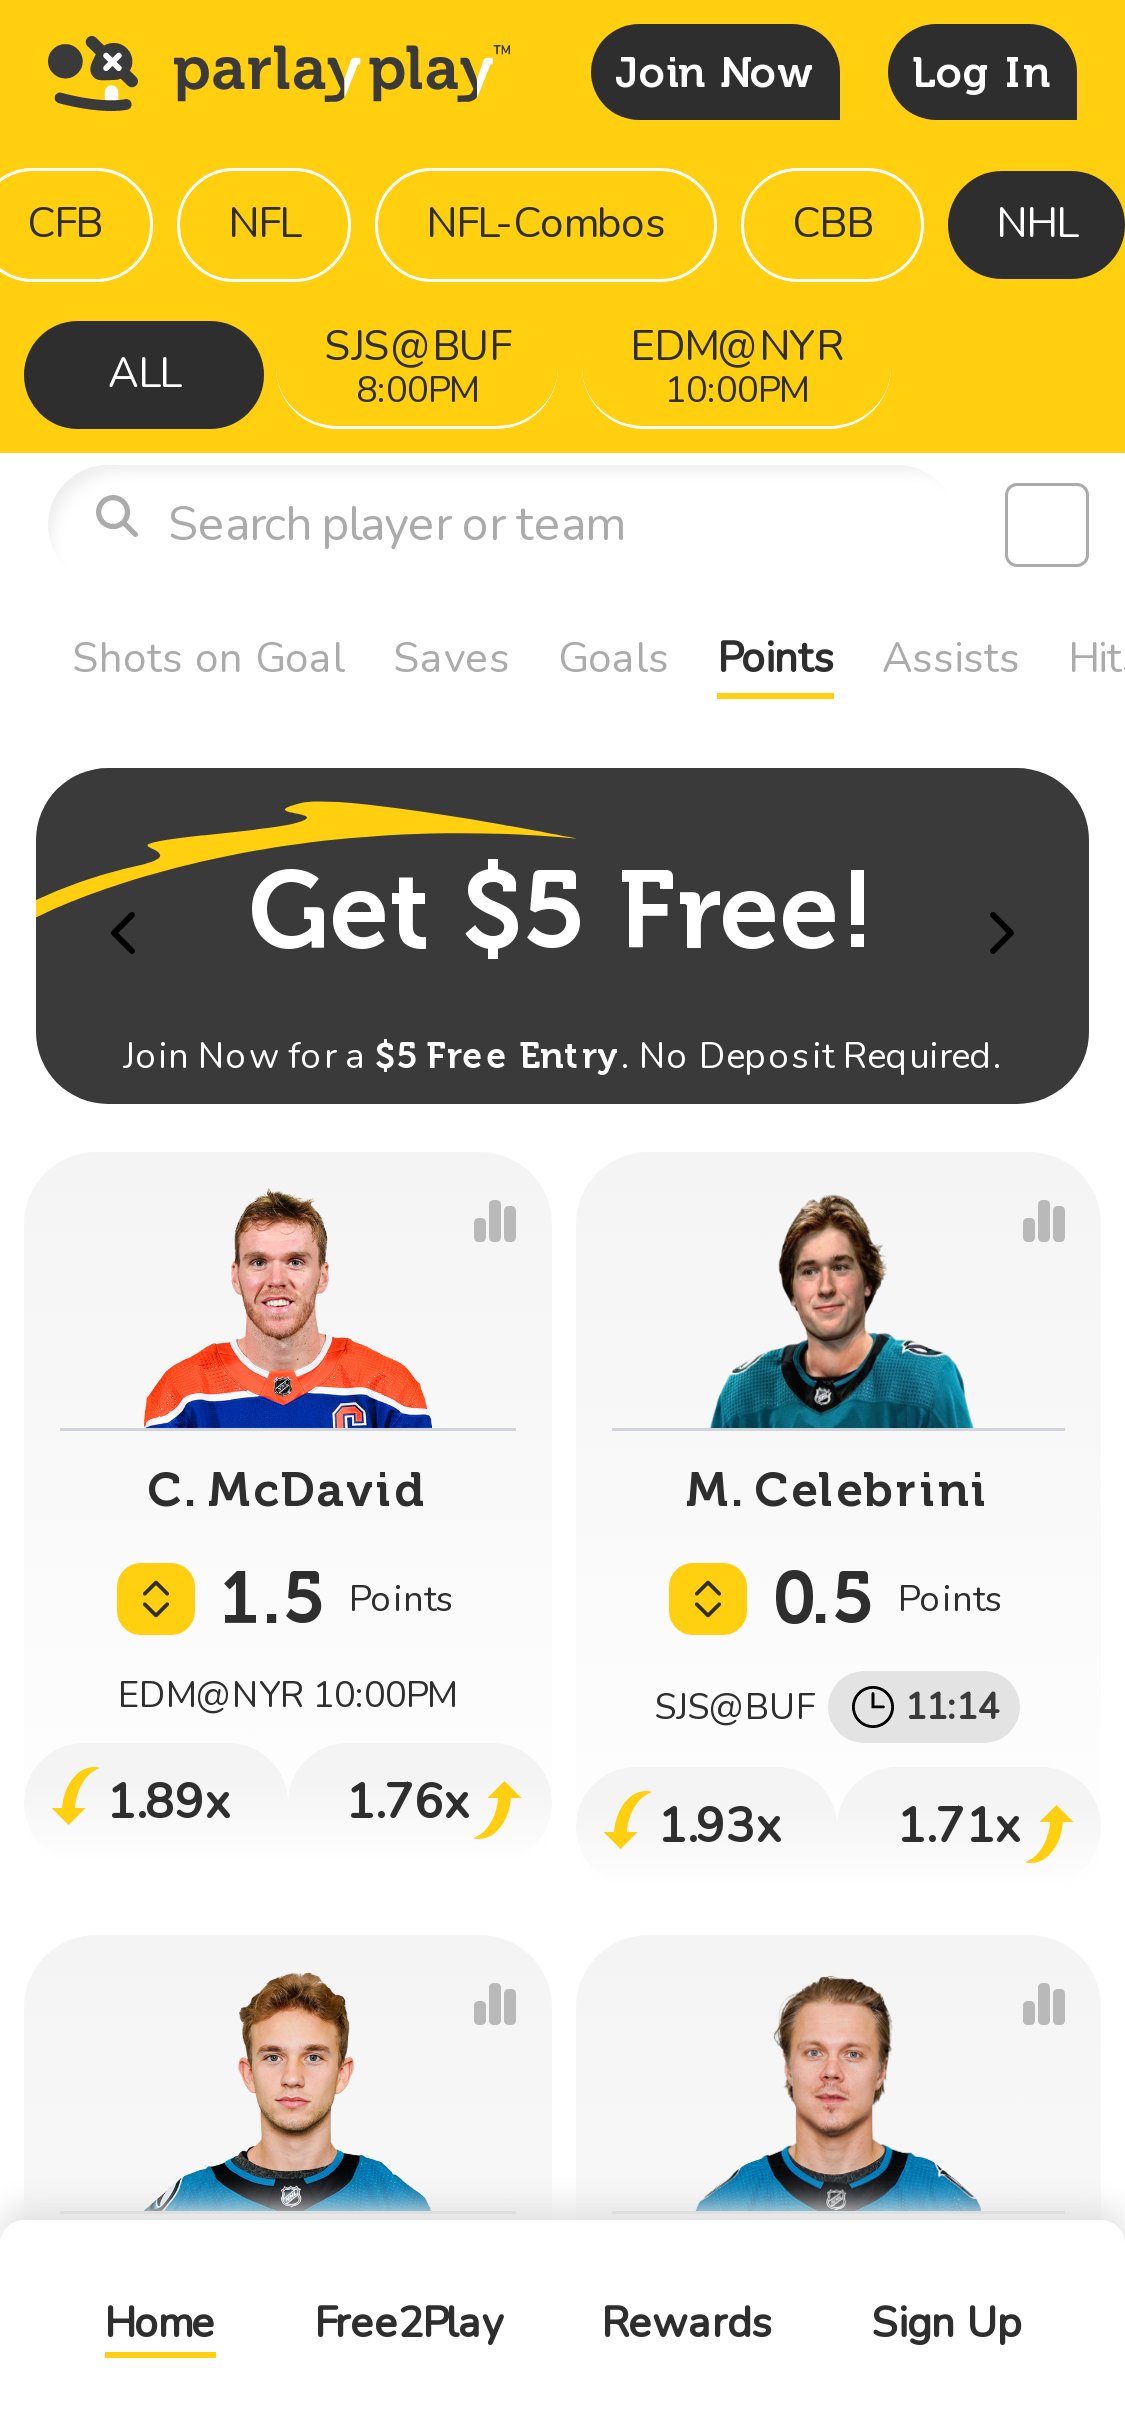 parlay play™
Join Now
Log In
CFB
NFL
NFL-Combos
CBB
NHL
ALL
SJS@BUF
8:00PM
EDM@NYR
10:00PM
Search player or team
Shots on Goal
Saves
Goals
Points
Assists
Hits
Get $5 Free!
Join Now for a $5 Free Entry. No Deposit Required.
C. McDavid
1.5 Points
EDM@NYR 10:00PM
1.89x
1.76x
M. Celebrini
0.5 Points
SJS@BUF 11:14
1.93x
1.71x
Home
Free2Play
Rewards
Sign Up